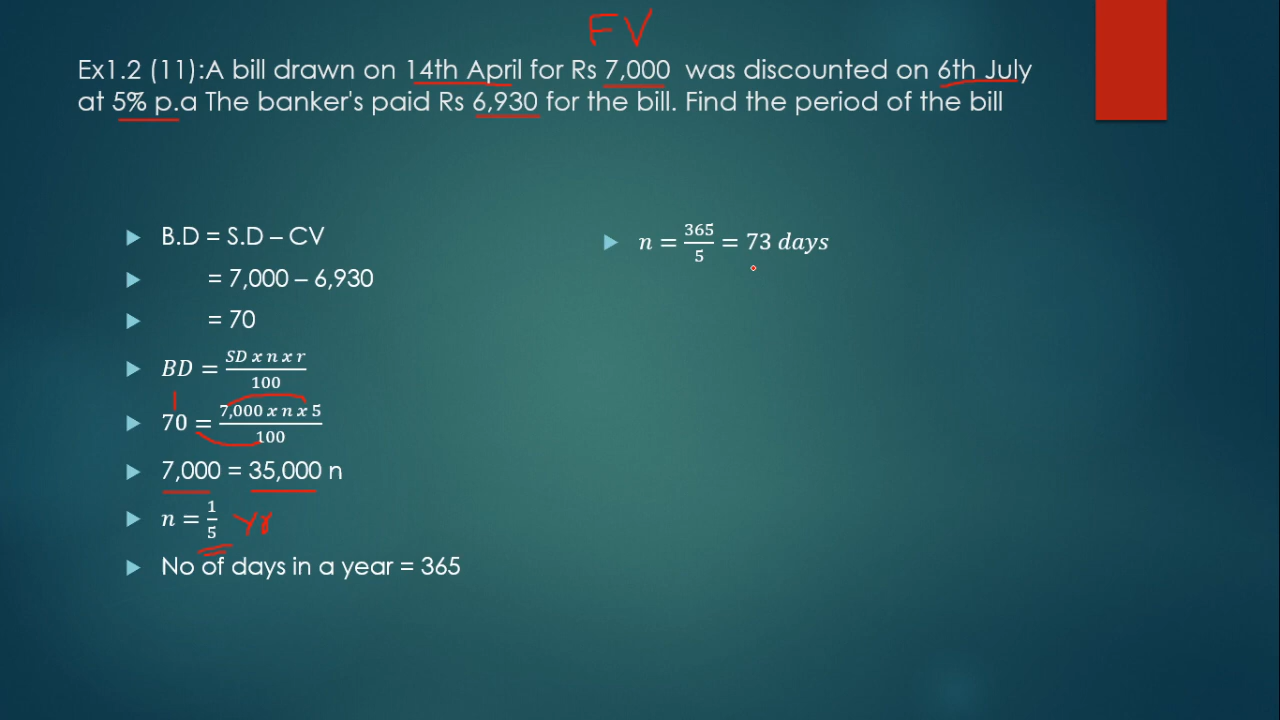 FV
Ex1.2 (11):A bill drawn on 14th April for Rs 7,000 was discounted on 6th July
at 5% p.a The banker's paid Rs 6,930 for the bill. Find the period of the bill
B.D = S.D – CV
= 7,000 – 6,930
= 70
BD = SD x n x r / 100
70 = 7,000 x n x 5 / 100
7,000 = 35,000 n
n = 1/5 Yr
No of days in a year = 365
n = 365/5 = 73 days